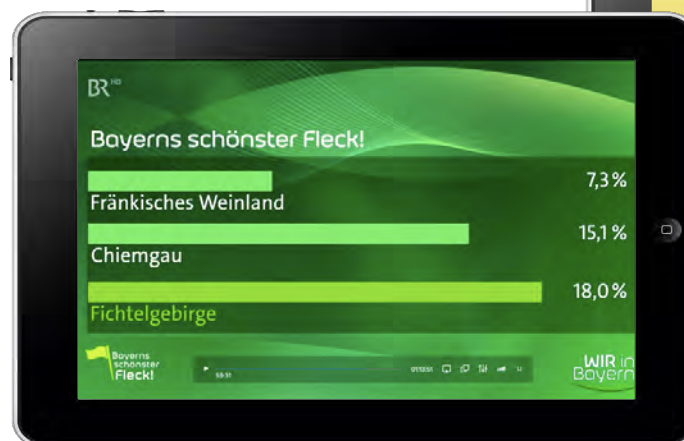 BR HD
Bayerns schönster Fleck!
7,3 %
Fränkisches Weinland
15,1 %
Chiemgau
18,0 %
Fichtelgebirge
Bayerns
schönster
Fleck!
WIR in
Bayern